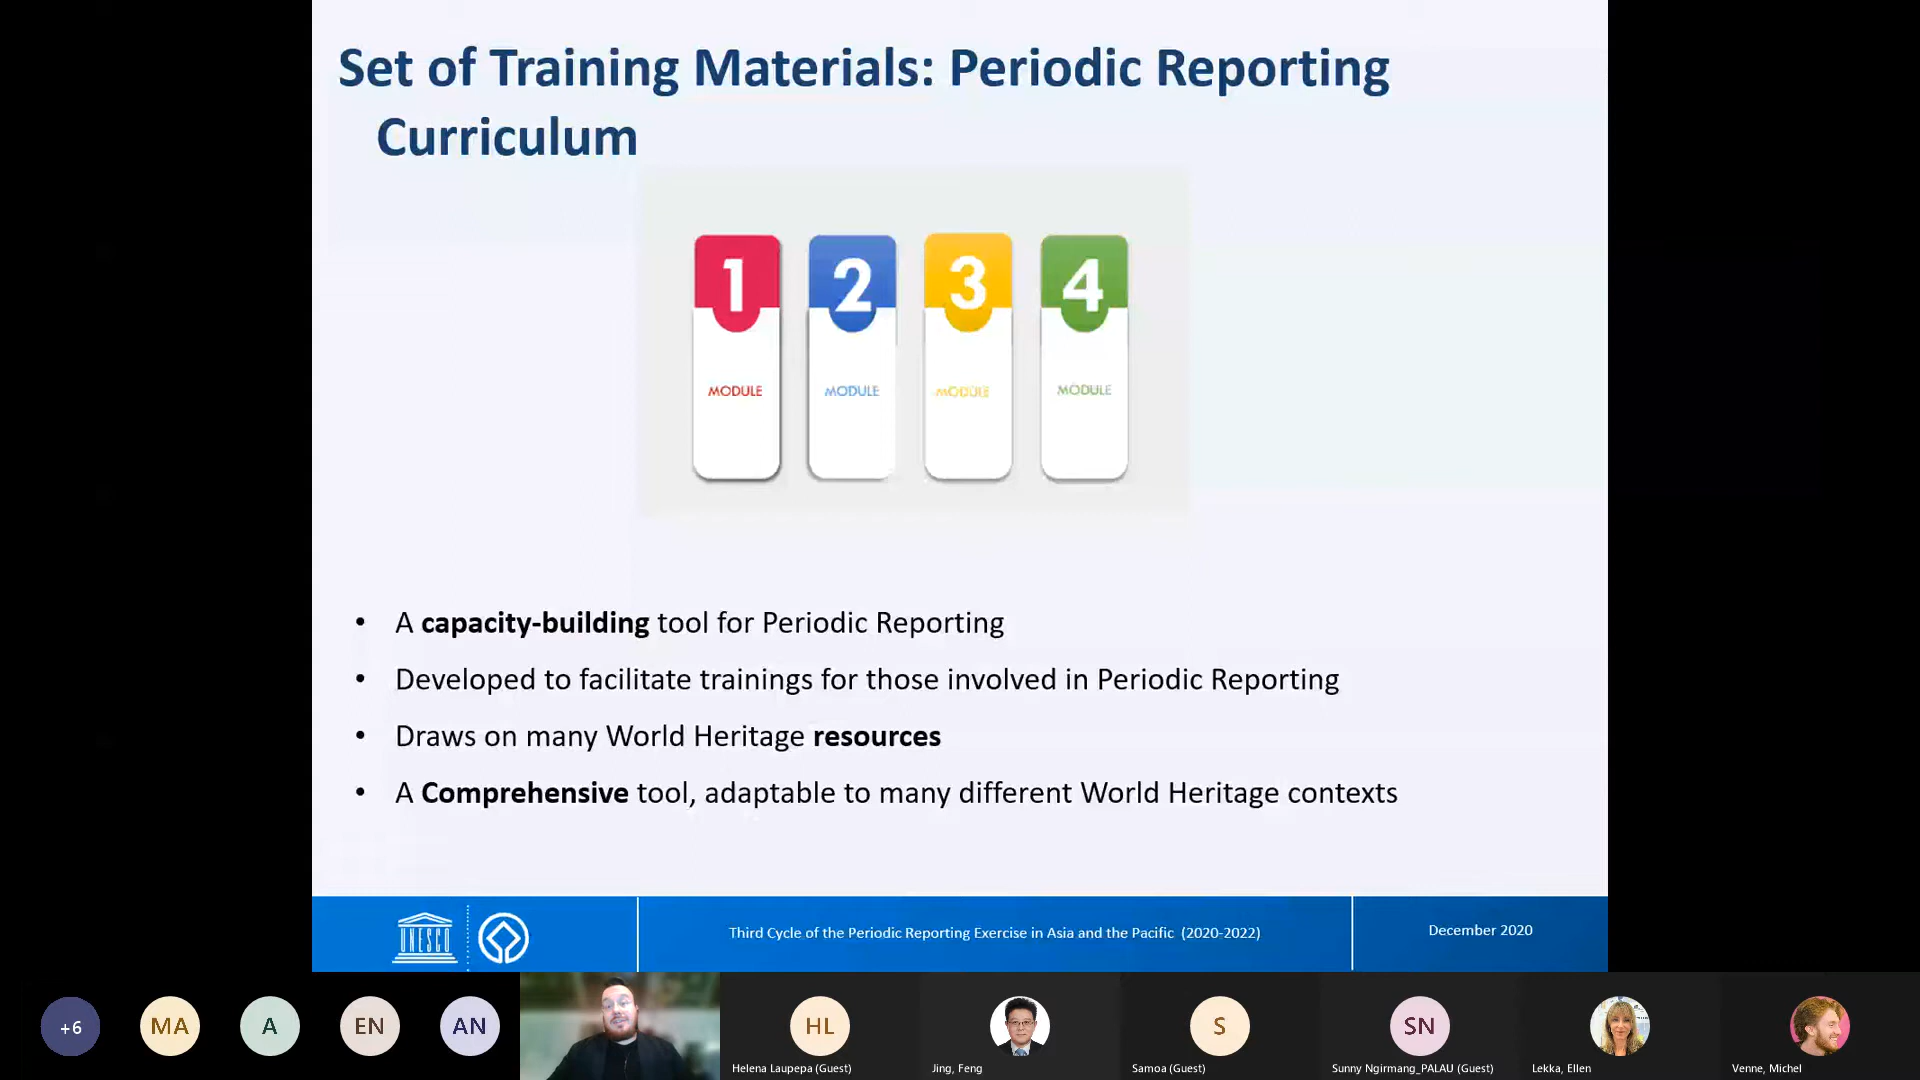 Set of Training Materials: Periodic Reporting
Curriculum
1 2 3 4
MODULE MODULE MODULE MODULE
• A capacity-building tool for Periodic Reporting
• Developed to facilitate trainings for those involved in Periodic Reporting
• Draws on many World Heritage resources
• A Comprehensive tool, adaptable to many different World Heritage contexts
UNESCO
Third Cycle of the Periodic Reporting Exercise in Asia and the Pacific (2020-2022)
December 2020
+6 MA A EN AN HL S SN
Helena Laupepa (Guest) Jing, Feng Samoa (Guest) Sunny Ngirmang_PALAU (Guest) Lekka, Ellen Venne, Michel